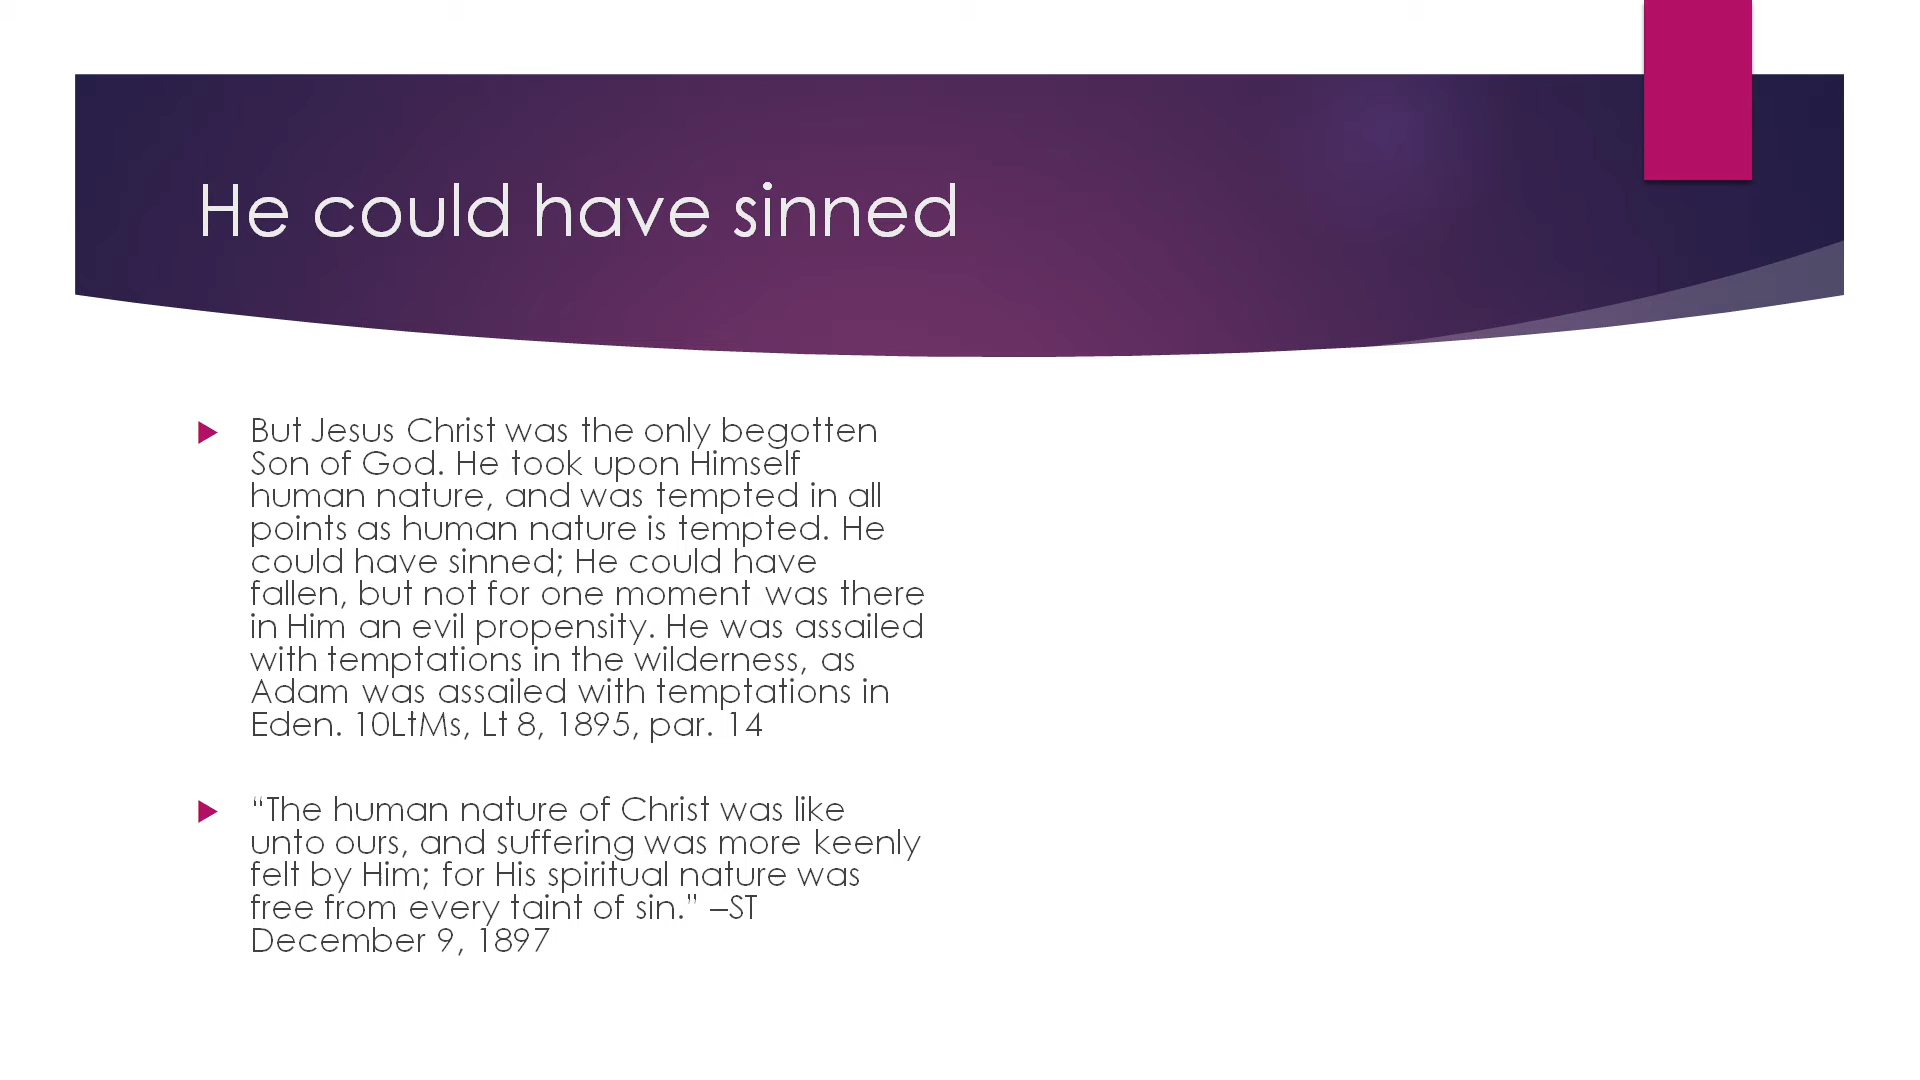 He could have sinned
But Jesus Christ was the only begotten
Son of God. He took upon Himself
human nature, and was tempted in all
points as human nature is tempted. He
could have sinned; He could have
fallen, but not for one moment was there
in Him an evil propensity. He was assailed
with temptations in the wilderness, as
Adam was assailed with temptations in
Eden. 10LtMs, Lt 8, 1895, par. 14
“The human nature of Christ was like
unto ours, and suffering was more keenly
felt by Him; for His spiritual nature was
free from every taint of sin.” –ST
December 9, 1897